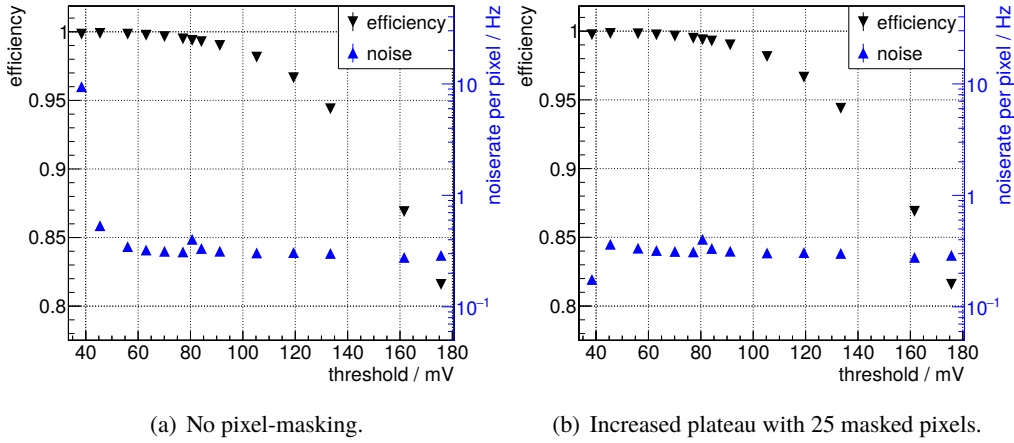 efficiency
1
0.95
0.9
0.85
0.8
efficiency
noise
noiserate per pixel / Hz
10
1
10⁻¹
40 60 80 100 120 140 160 180
threshold / mV
(a) No pixel-masking.
efficiency
1
0.95
0.9
0.85
0.8
efficiency
noise
noiserate per pixel / Hz
10
1
10⁻¹
40 60 80 100 120 140 160 180
threshold / mV
(b) Increased plateau with 25 masked pixels.